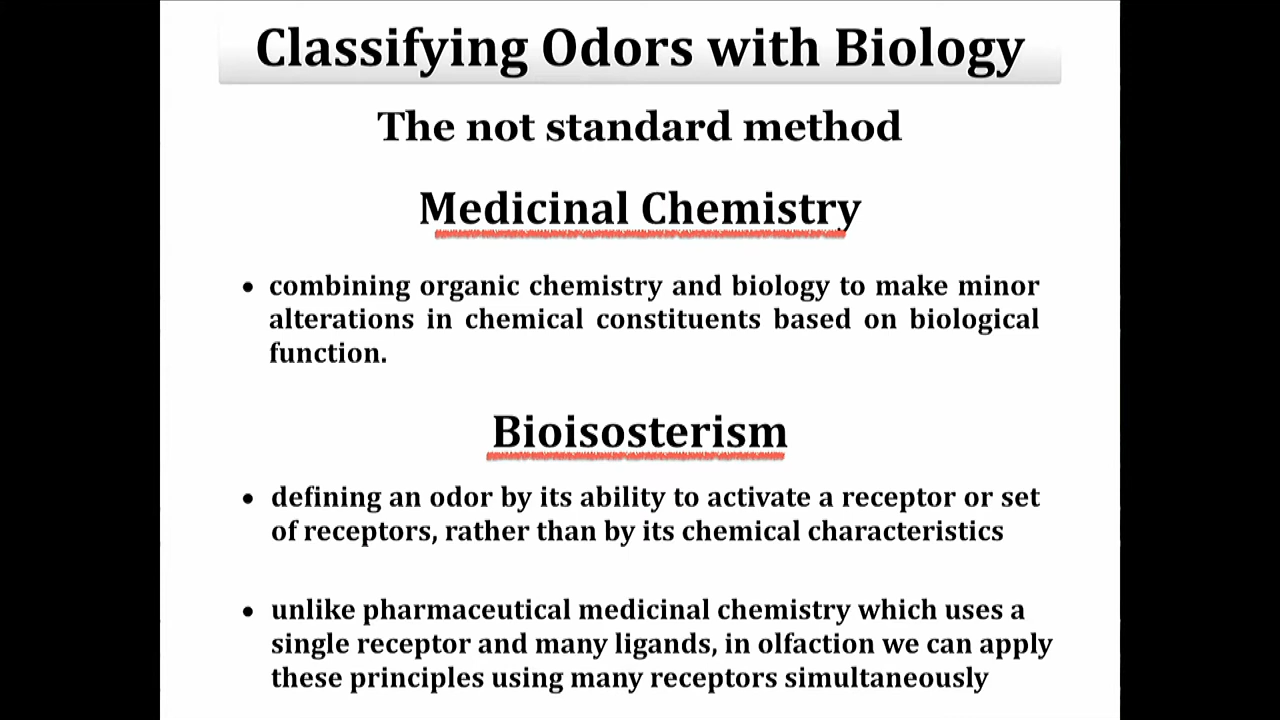 Classifying Odors with Biology
The not standard method
Medicinal Chemistry
• combining organic chemistry and biology to make minor
alterations in chemical constituents based on biological
function.
Bioisosterism
• defining an odor by its ability to activate a receptor or set
of receptors, rather than by its chemical characteristics
• unlike pharmaceutical medicinal chemistry which uses a
single receptor and many ligands, in olfaction we can apply
these principles using many receptors simultaneously